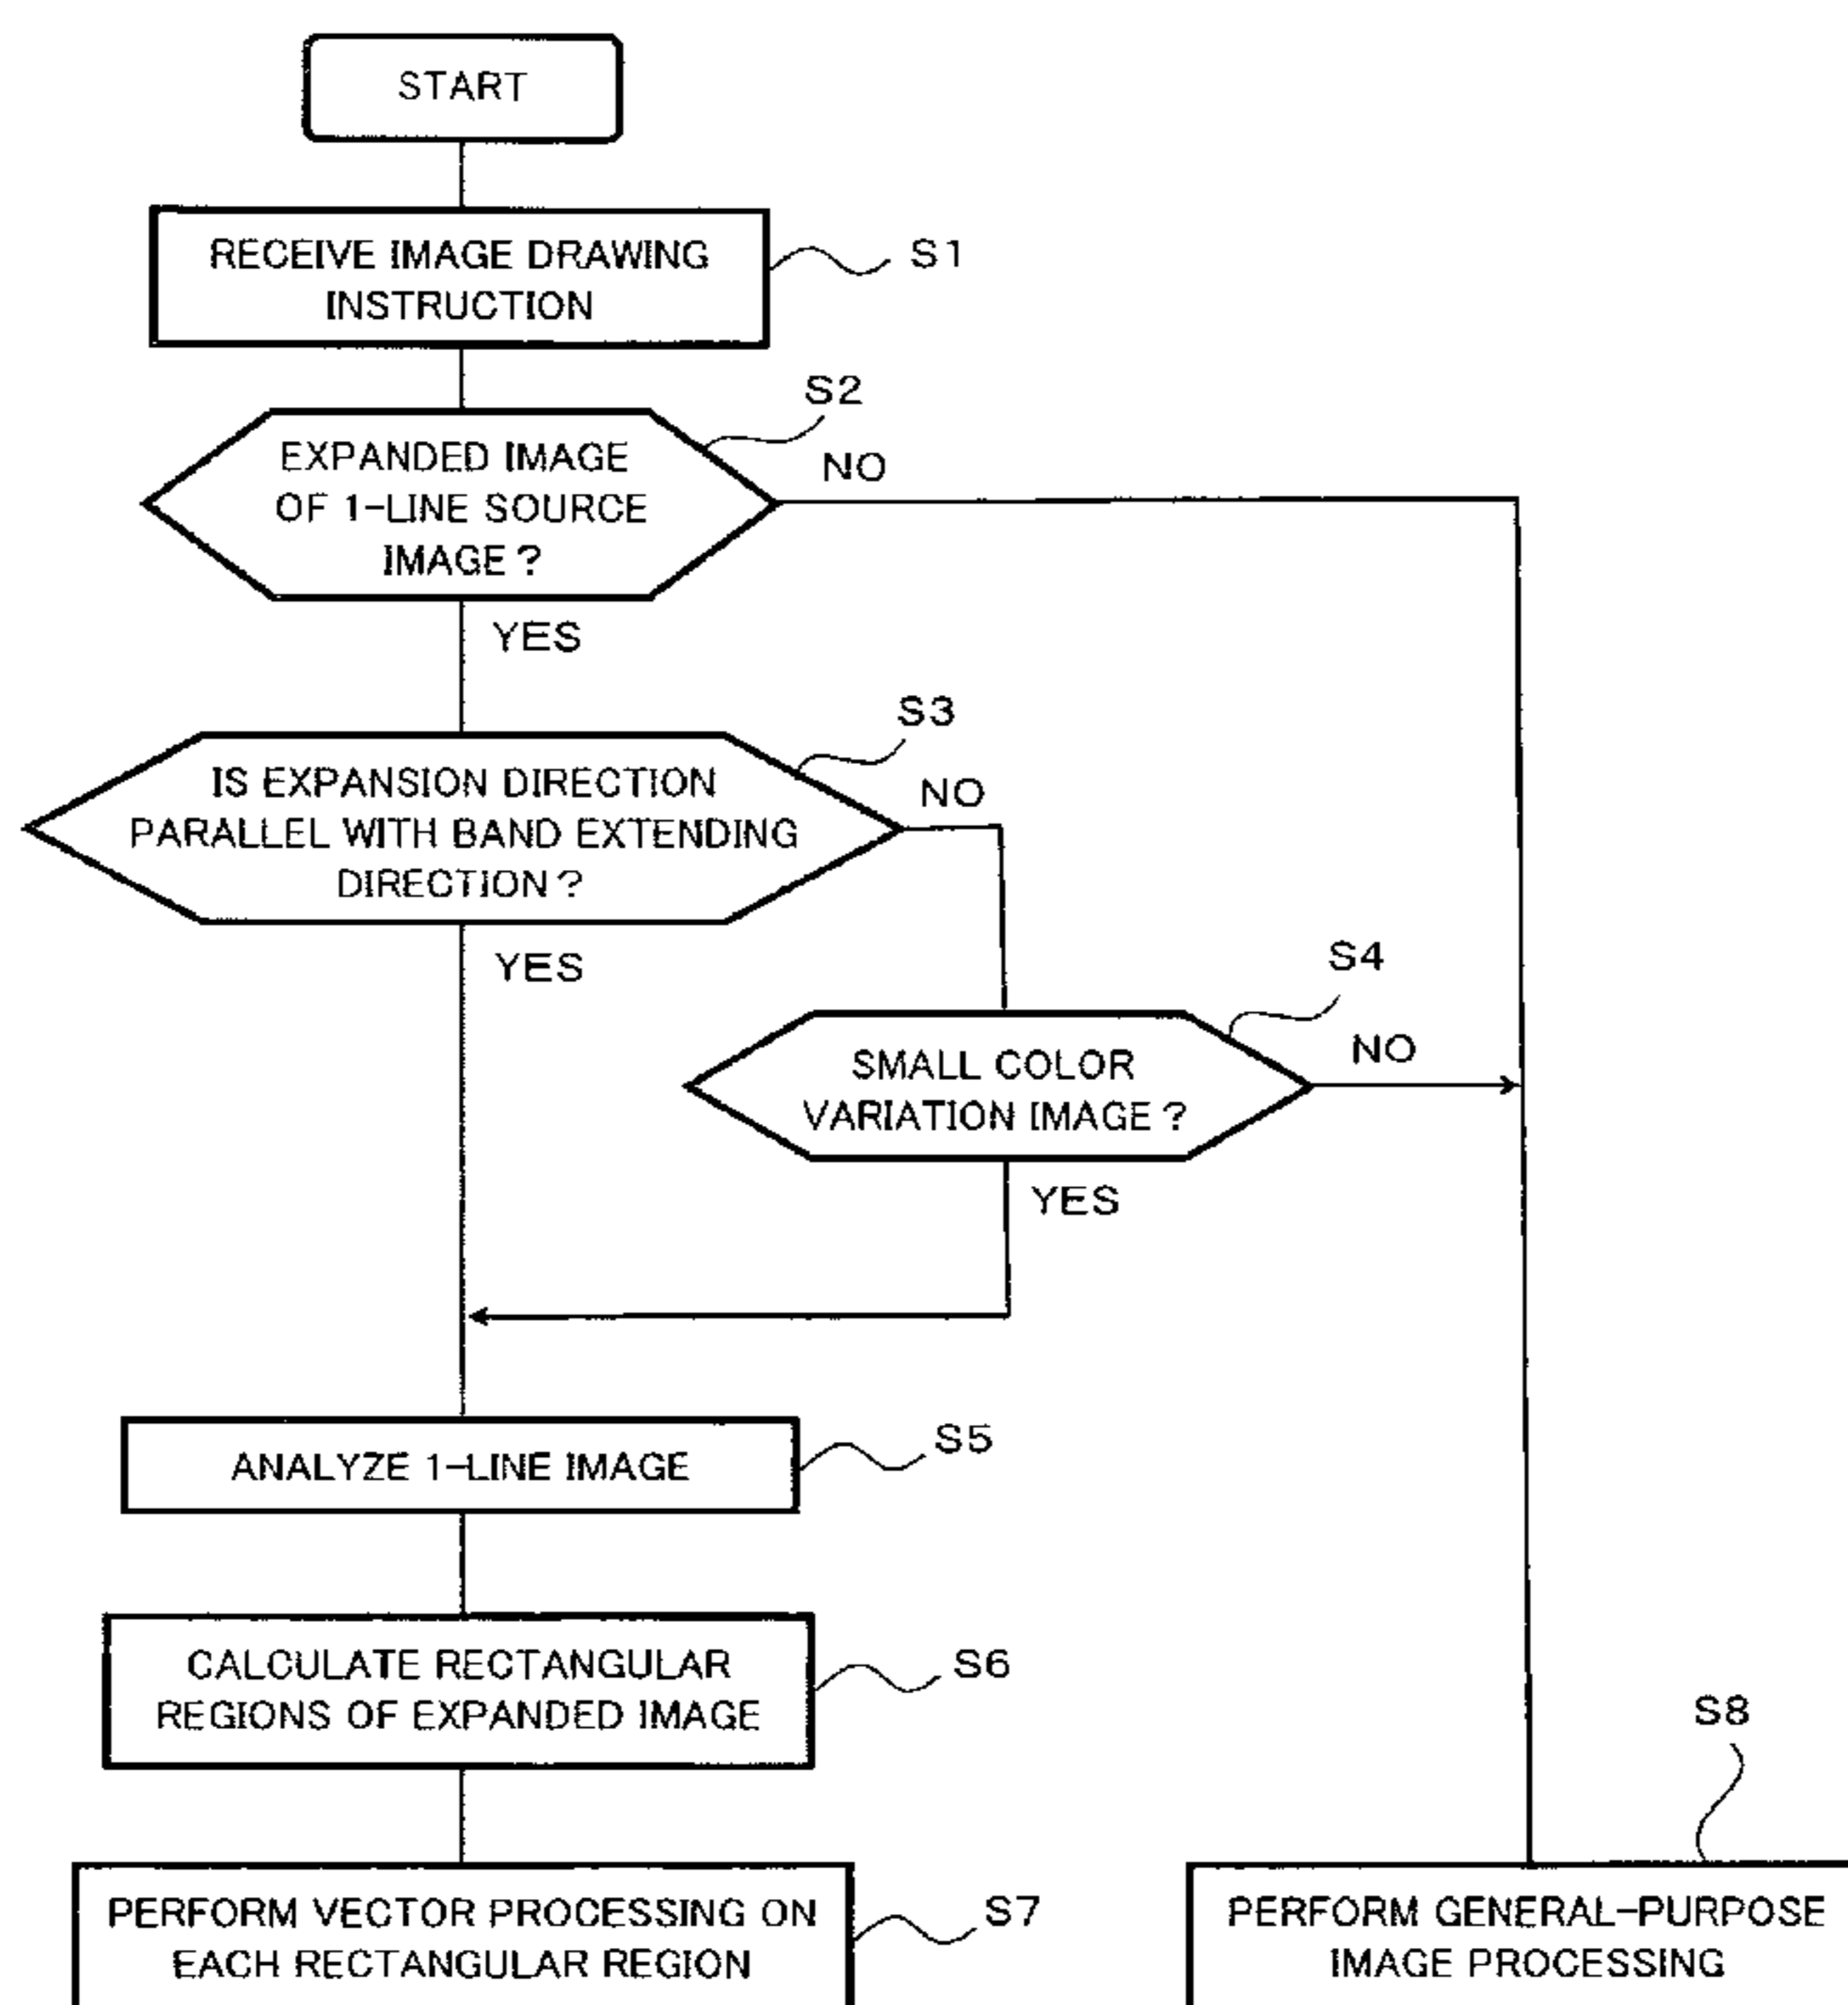 START
RECEIVE IMAGE DRAWING
INSTRUCTION
S1
S2
EXPANDED IMAGE
OF 1-LINE SOURCE
IMAGE?
NO
YES
S3
IS EXPANSION DIRECTION
PARALLEL WITH BAND EXTENDING
DIRECTION?
NO
YES
S4
SMALL COLOR
VARIATION IMAGE?
NO
YES
ANALYZE 1-LINE IMAGE
S5
CALCULATE RECTANGULAR
REGIONS OF EXPANDED IMAGE
S6
PERFORM VECTOR PROCESSING ON
EACH RECTANGULAR REGION
S7
S8
PERFORM GENERAL-PURPOSE
IMAGE PROCESSING